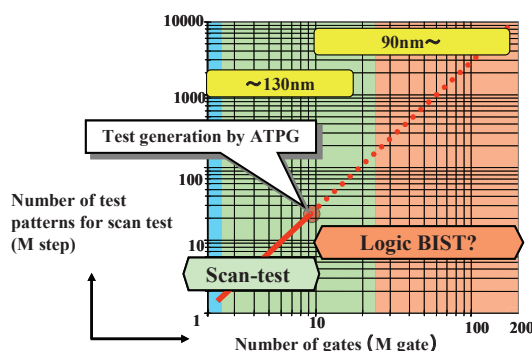 10000
90nm～
～130nm
1000
Test generation by ATPG
100
Number of test
patterns for scan test
(M step)
10
Logic BIST?
Scan-test
1
1
10
100
200
Number of gates (M gate)